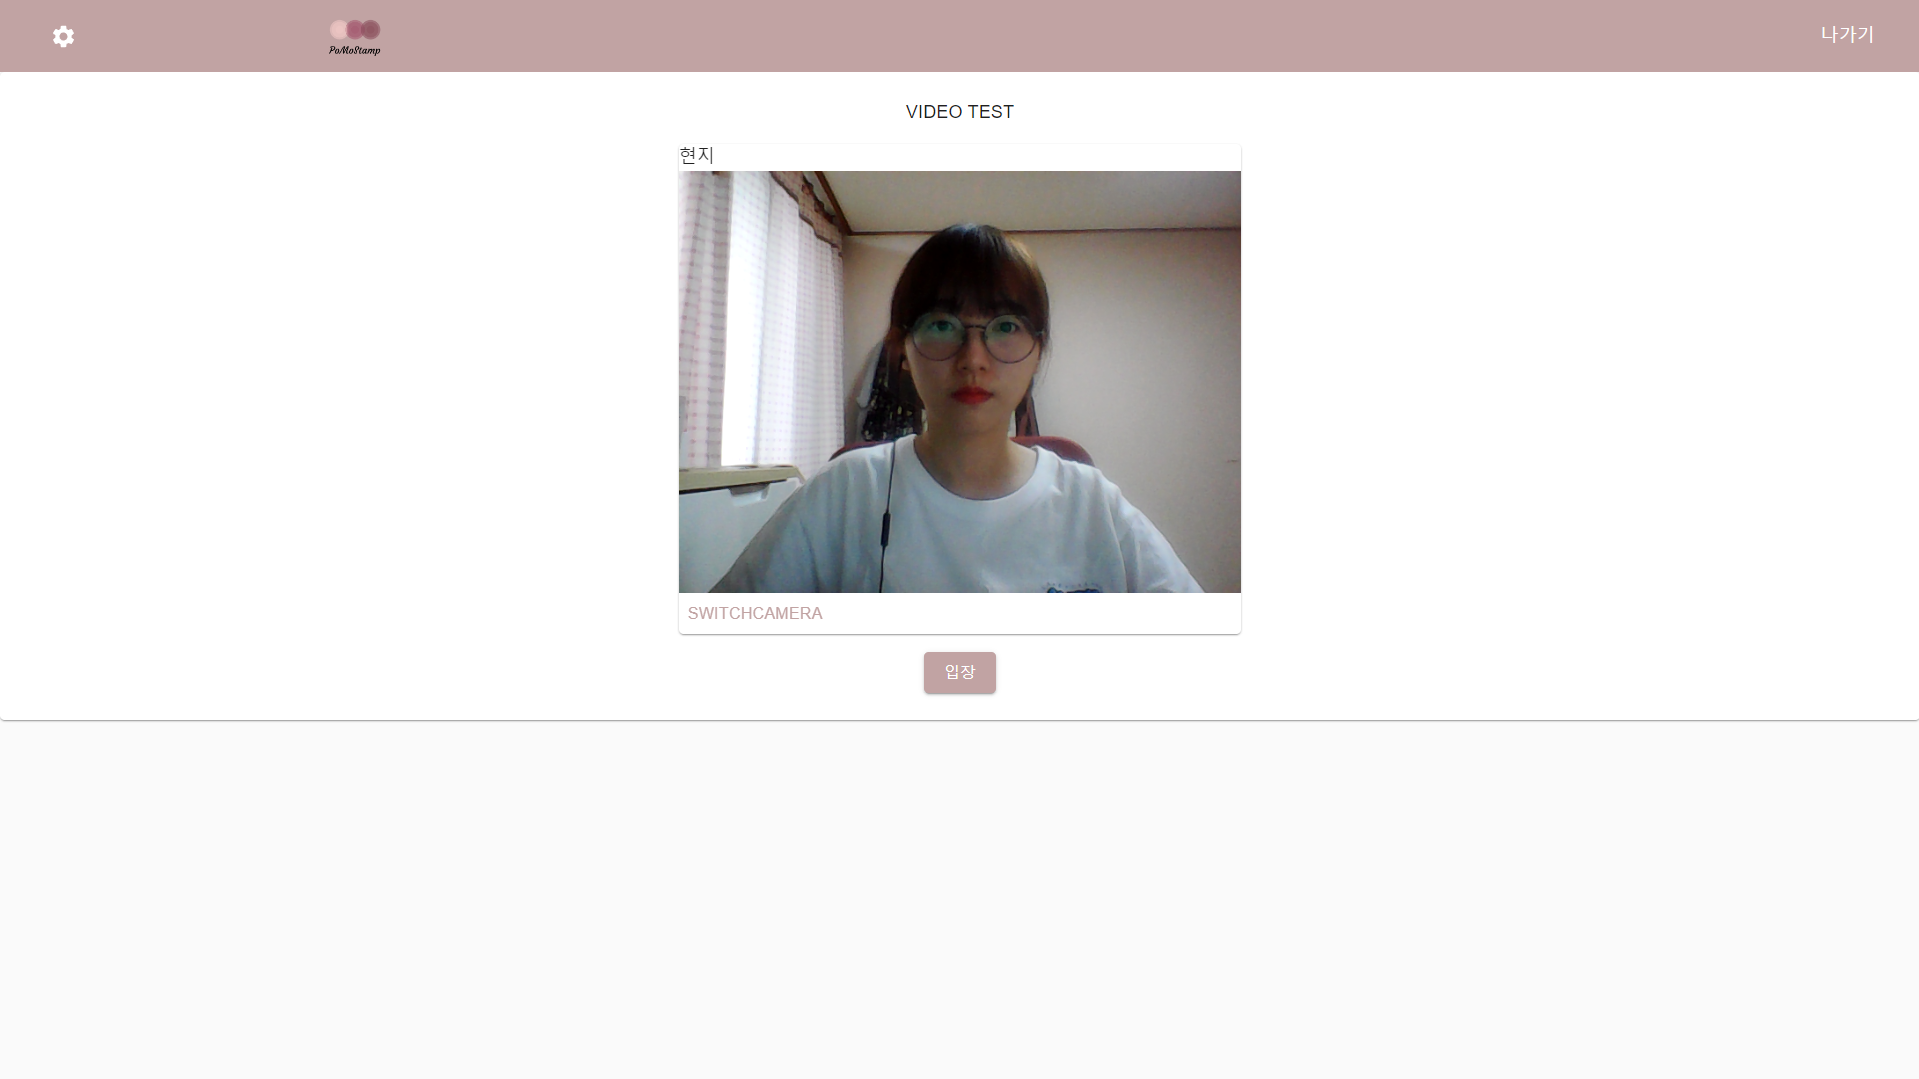 PoMoStamp
나가기
VIDEO TEST
현지
SWITCHCAMERA
입장